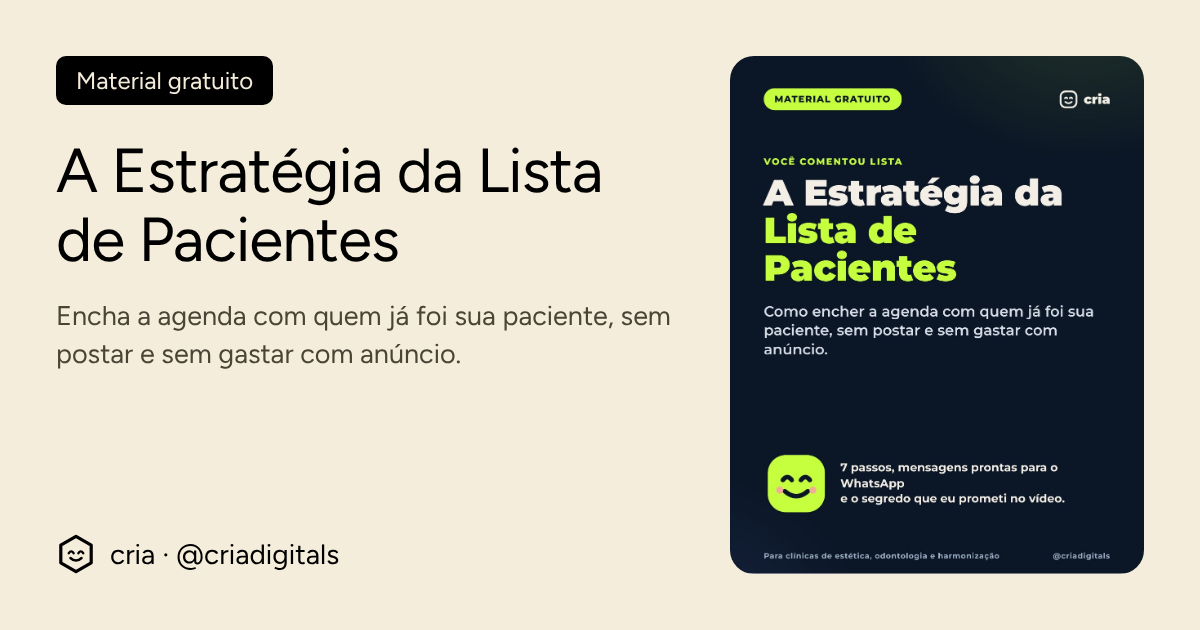 Material gratuito
A Estratégia da Lista
de Pacientes
Encha a agenda com quem já foi sua paciente, sem
postar e sem gastar com anúncio.
cria · @criadigitals
MATERIAL GRATUITO
cria
VOCÊ COMENTOU LISTA
A Estratégia da
Lista de
Pacientes
Como encher a agenda com quem já foi sua
paciente, sem postar e sem gastar com
anúncio.
7 passos, mensagens prontas para o
WhatsApp
e o segredo que eu prometi no vídeo.
Para clínicas de estética, odontologia e harmonização
@criadigitals